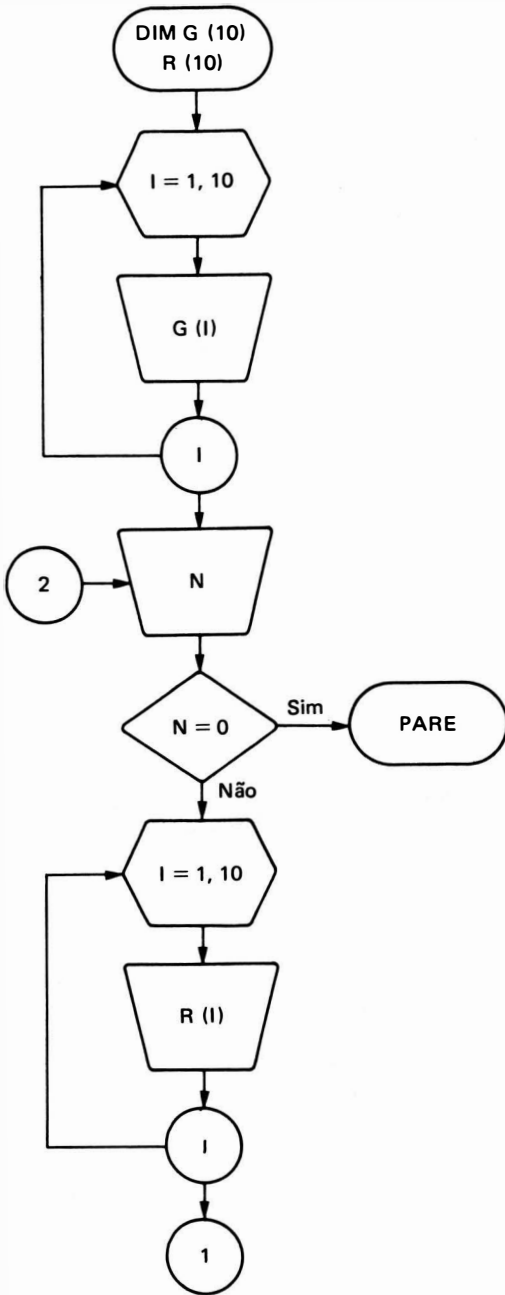 DIM G (10)
R (10)
I = 1, 10
G (I)
I
2
N
N = 0
Sim
PARE
Não
I = 1, 10
R (I)
I
1